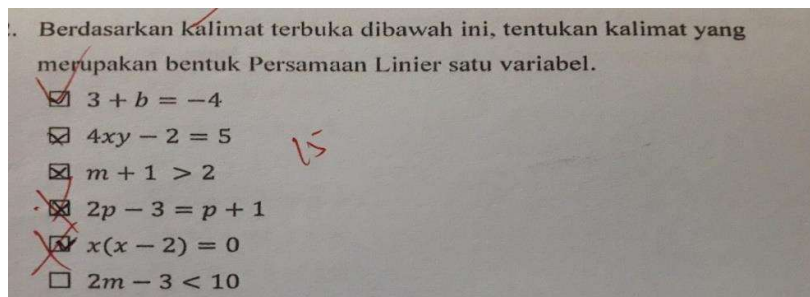 2. Berdasarkan kalimat terbuka dibawah ini, tentukan kalimat yang
merupakan bentuk Persamaan Linier satu variabel.
☑ 3 + b = −4
☒ 4xy − 2 = 5
15
☒ m + 1 > 2
☒ 2p − 3 = p + 1
☑ x(x − 2) = 0
☐ 2m − 3 < 10